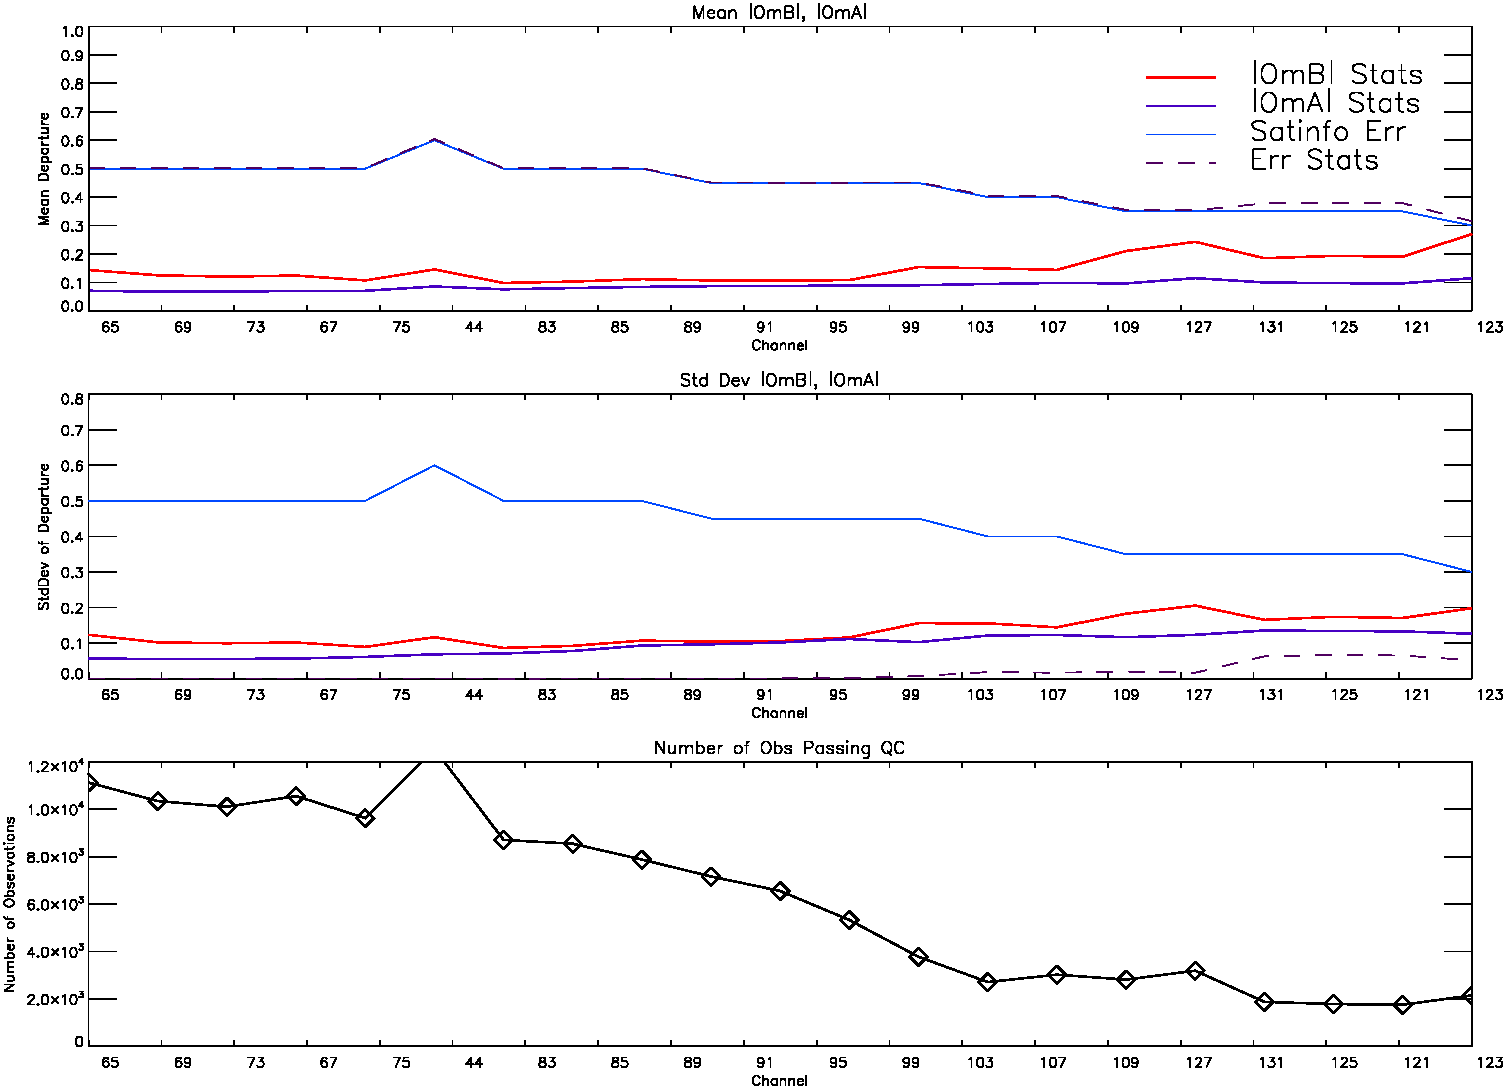 Mean |OmB|, |OmA|
1.0
0.9
0.8
0.7
0.6
0.5
0.4
0.3
0.2
0.1
0.0
Mean Departure
|OmB| Stats
|OmA| Stats
Satinfo Err
Err Stats
65 69 73 67 75 44 83 85 89 91 95 99 103 107 109 127 131 125 121 123
Channel
Std Dev |OmB|, |OmA|
0.8
0.7
0.6
0.5
0.4
0.3
0.2
0.1
0.0
StdDev of Departure
65 69 73 67 75 44 83 85 89 91 95 99 103 107 109 127 131 125 121 123
Channel
Number of Obs Passing QC
1.2×10⁴
1.0×10⁴
8.0×10³
6.0×10³
4.0×10³
2.0×10³
0
Number of Observations
65 69 73 67 75 44 83 85 89 91 95 99 103 107 109 127 131 125 121 123
Channel